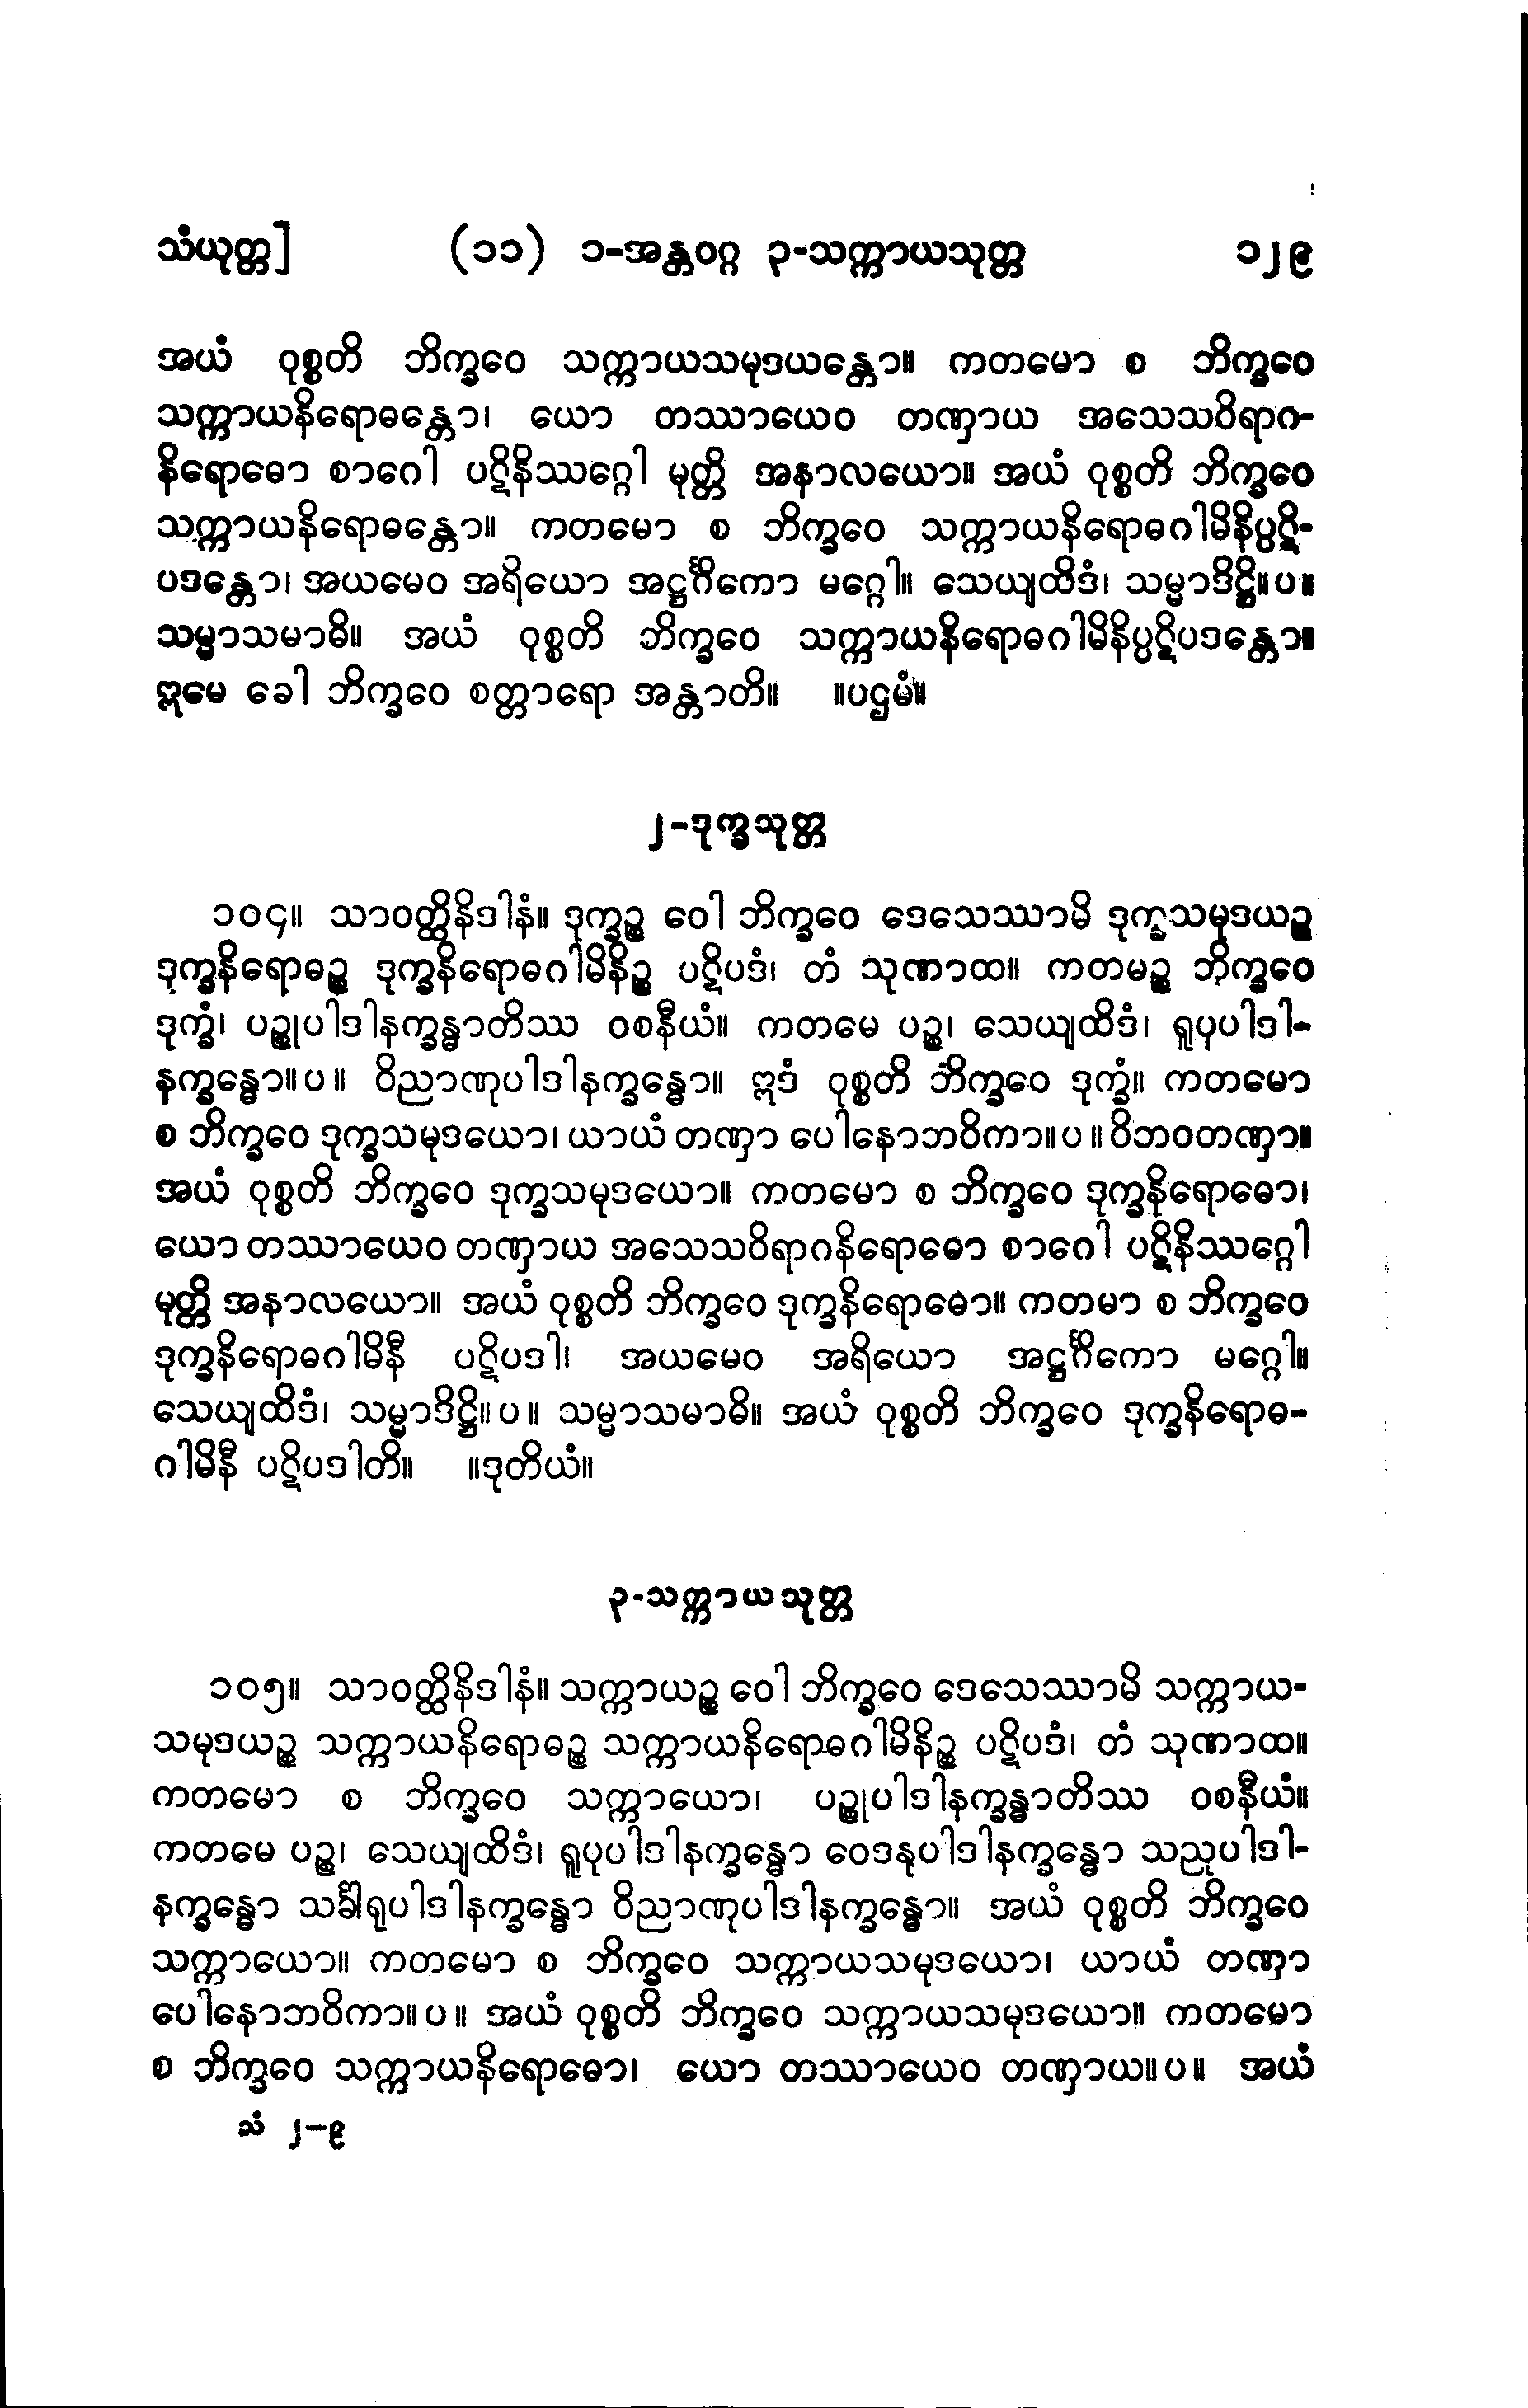 သံယုတ္တ] (၁၁) ၁-အန္တဝဂ္ဂ ၃-သက္ကာယသုတ္တ ၁၂၉
အယံ ဝုစ္စတိ ဘိက္ခဝေ သက္ကာယသမုဒယန္တော။ ကတမော စ ဘိက္ခဝေ
သက္ကာယနိရောဓန္တော၊ ယော တဿာယေဝ တဏှာယ အသေသဝိရာဂ-
နိရောဓော စာဂေါ ပဋိနိဿဂ္ဂေါ မုတ္တိ အနာလယော။ အယံ ဝုစ္စတိ ဘိက္ခဝေ
သက္ကာယနိရောဓန္တော။ ကတမော စ ဘိက္ခဝေ သက္ကာယနိရောဓဂါမိနိပ္ပဋိ-
ပဒန္တော၊ အယမေဝ အရိယော အဋ္ဌင်္ဂိကော မဂ္ဂေါ။ သေယျထိဒံ၊ သမ္မာဒိဋ္ဌိ။ပ။
သမ္မာသမာဓိ။ အယံ ဝုစ္စတိ ဘိက္ခဝေ သက္ကာယနိရောဓဂါမိနိပ္ပဋိပဒန္တော။
ဣမေ ခေါ ဘိက္ခဝေ စတ္တာရော အန္တာတိ။ ။ပဌမံ။
၂-ဒုက္ခသုတ္တ
၁၀၄။ သာဝတ္ထိနိဒါနံ။ ဒုက္ခဉ္စ ဝေါ ဘိက္ခဝေ ဒေသေဿာမိ ဒုက္ခသမုဒယဉ္စ
ဒုက္ခနိရောဓဉ္စ ဒုက္ခနိရောဓဂါမိနိဉ္စ ပဋိပဒံ၊ တံ သုဏာထ။ ကတမဉ္စ ဘိက္ခဝေ
ဒုက္ခံ၊ ပဉ္စုပါဒါနက္ခန္ဓာတိဿ ဝစနီယံ။ ကတမေ ပဉ္စ၊ သေယျထိဒံ၊ ရူပုပါဒါ-
နက္ခန္ဓော။ပ။ ဝိညာဏုပါဒါနက္ခန္ဓော။ ဣဒံ ဝုစ္စတိ ဘိက္ခဝေ ဒုက္ခံ။ ကတမော
စ ဘိက္ခဝေ ဒုက္ခသမုဒယော၊ ယာယံ တဏှာ ပေါနောဘဝိကာ။ပ။ ဝိဘဝတဏှာ။
အယံ ဝုစ္စတိ ဘိက္ခဝေ ဒုက္ခသမုဒယော။ ကတမော စ ဘိက္ခဝေ ဒုက္ခနိရောဓော၊
ယော တဿာယေဝ တဏှာယ အသေသဝိရာဂနိရောဓော စာဂေါ ပဋိနိဿဂ္ဂေါ
မုတ္တိ အနာလယော။ အယံ ဝုစ္စတိ ဘိက္ခဝေ ဒုက္ခနိရောဓော။ ကတမာ စ ဘိက္ခဝေ
ဒုက္ခနိရောဓဂါမိနီ ပဋိပဒါ၊ အယမေဝ အရိယော အဋ္ဌင်္ဂိကော မဂ္ဂေါ။
သေယျထိဒံ၊ သမ္မာဒိဋ္ဌိ။ပ။ သမ္မာသမာဓိ။ အယံ ဝုစ္စတိ ဘိက္ခဝေ ဒုက္ခနိရောဓ-
ဂါမိနီ ပဋိပဒါတိ။ ။ဒုတိယံ။
၃-သက္ကာယသုတ္တ
၁၀၅။ သာဝတ္ထိနိဒါနံ။ သက္ကာယဉ္စ ဝေါ ဘိက္ခဝေ ဒေသေဿာမိ သက္ကာယ-
သမုဒယဉ္စ သက္ကာယနိရောဓဉ္စ သက္ကာယနိရောဓဂါမိနိဉ္စ ပဋိပဒံ၊ တံ သုဏာထ။
ကတမော စ ဘိက္ခဝေ သက္ကာယော၊ ပဉ္စုပါဒါနက္ခန္ဓာတိဿ ဝစနီယံ။
ကတမေ ပဉ္စ၊ သေယျထိဒံ၊ ရူပုပါဒါနက္ခန္ဓော ဝေဒနုပါဒါနက္ခန္ဓော သညုပါဒါ-
နက္ခန္ဓော သင်္ခါရုပါဒါနက္ခန္ဓော ဝိညာဏုပါဒါနက္ခန္ဓော။ အယံ ဝုစ္စတိ ဘိက္ခဝေ
သက္ကာယော။ ကတမော စ ဘိက္ခဝေ သက္ကာယသမုဒယော၊ ယာယံ တဏှာ
ပေါနောဘဝိကာ။ပ။ အယံ ဝုစ္စတိ ဘိက္ခဝေ သက္ကာယသမုဒယော။ ကတမော
စ ဘိက္ခဝေ သက္ကာယနိရောဓော၊ ယော တဿာယေဝ တဏှာယ။ပ။ အယံ
သံ ၂-၉